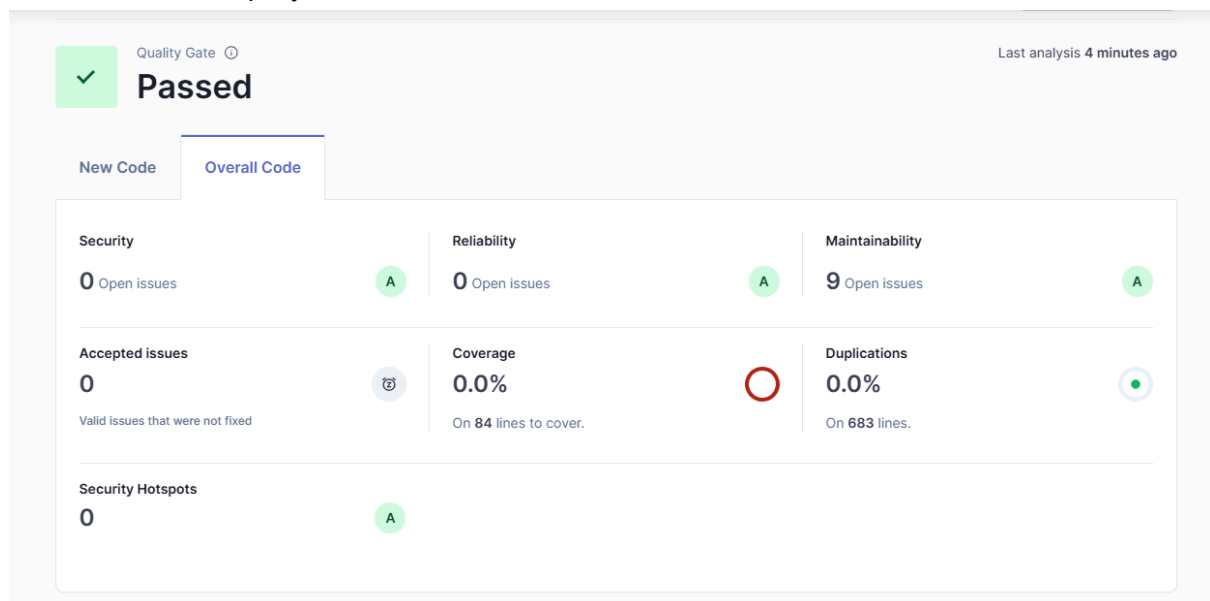 Quality Gate
Last analysis 4 minutes ago
Passed
New Code
Overall Code
Security
Reliability
Maintainability
0 Open issues
A
0 Open issues
A
9 Open issues
A
Accepted issues
Coverage
Duplications
0
0.0%
0.0%
Valid issues that were not fixed
On 84 lines to cover.
On 683 lines.
Security Hotspots
0
A